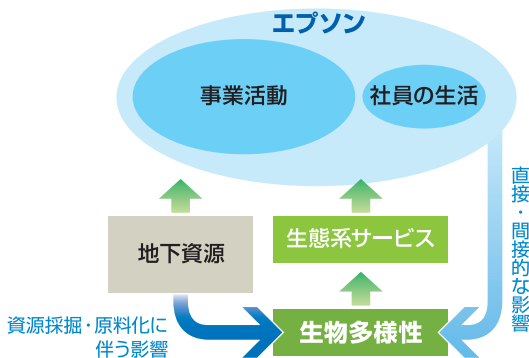 エプソン
事業活動
社員の生活
直接・間接的な影響
地下資源
生態系サービス
資源採掘・原料化に
伴う影響
生物多様性